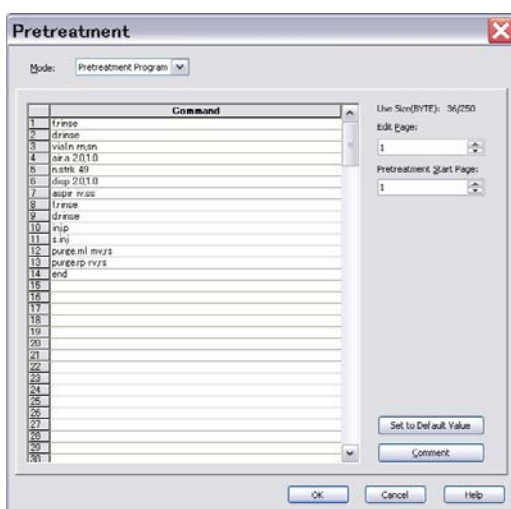 Pretreatment
Mode: Pretreatment Program
Command
Use Size(BYTE): 36/250
Edit Page:
1
Pretreatment Start Page:
1
1 f.rinse
2 d.rinse
3 vial.n rn,sn
4 air.a 2.0,1.0
5 n.strk 49
6 disp 2.0,1.0
7 aspir iv,ss
8 f.rinse
9 d.rinse
10 inj.p
11 s.inj
12 purge.ml mv,rs
13 purge.rp rv,rs
14 end
15
16
17
18
19
20
21
22
23
24
25
26
27
28
29
30
Set to Default Value
Comment
OK Cancel Help